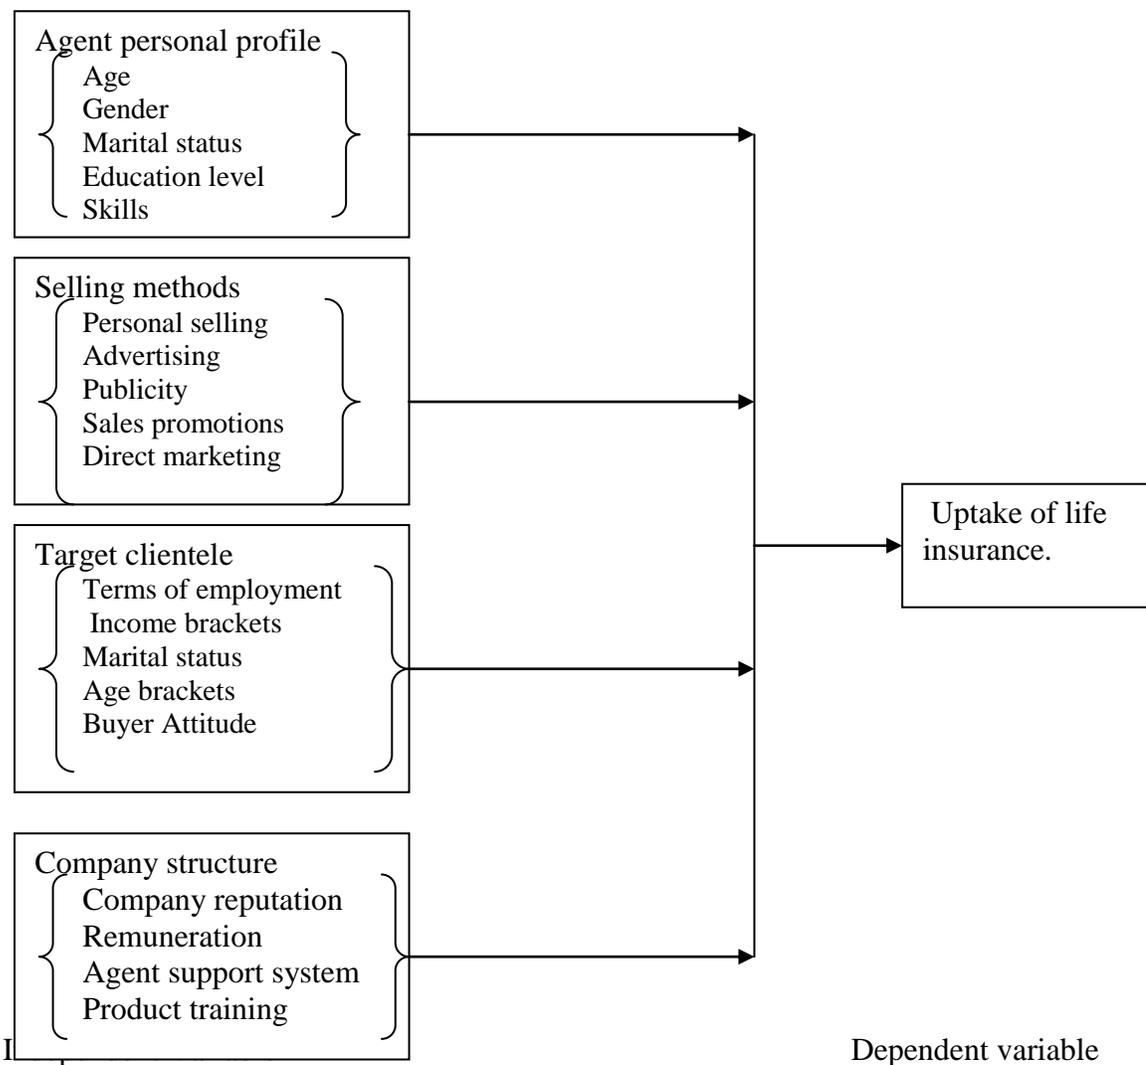 Agent personal profile
Age
Gender
Marital status
Education level
Skills
Selling methods
Personal selling
Advertising
Publicity
Sales promotions
Direct marketing
Target clientele
Terms of employment
Income brackets
Marital status
Age brackets
Buyer Attitude
Company structure
Company reputation
Remuneration
Agent support system
Product training
Uptake of life
insurance.
Dependent variable